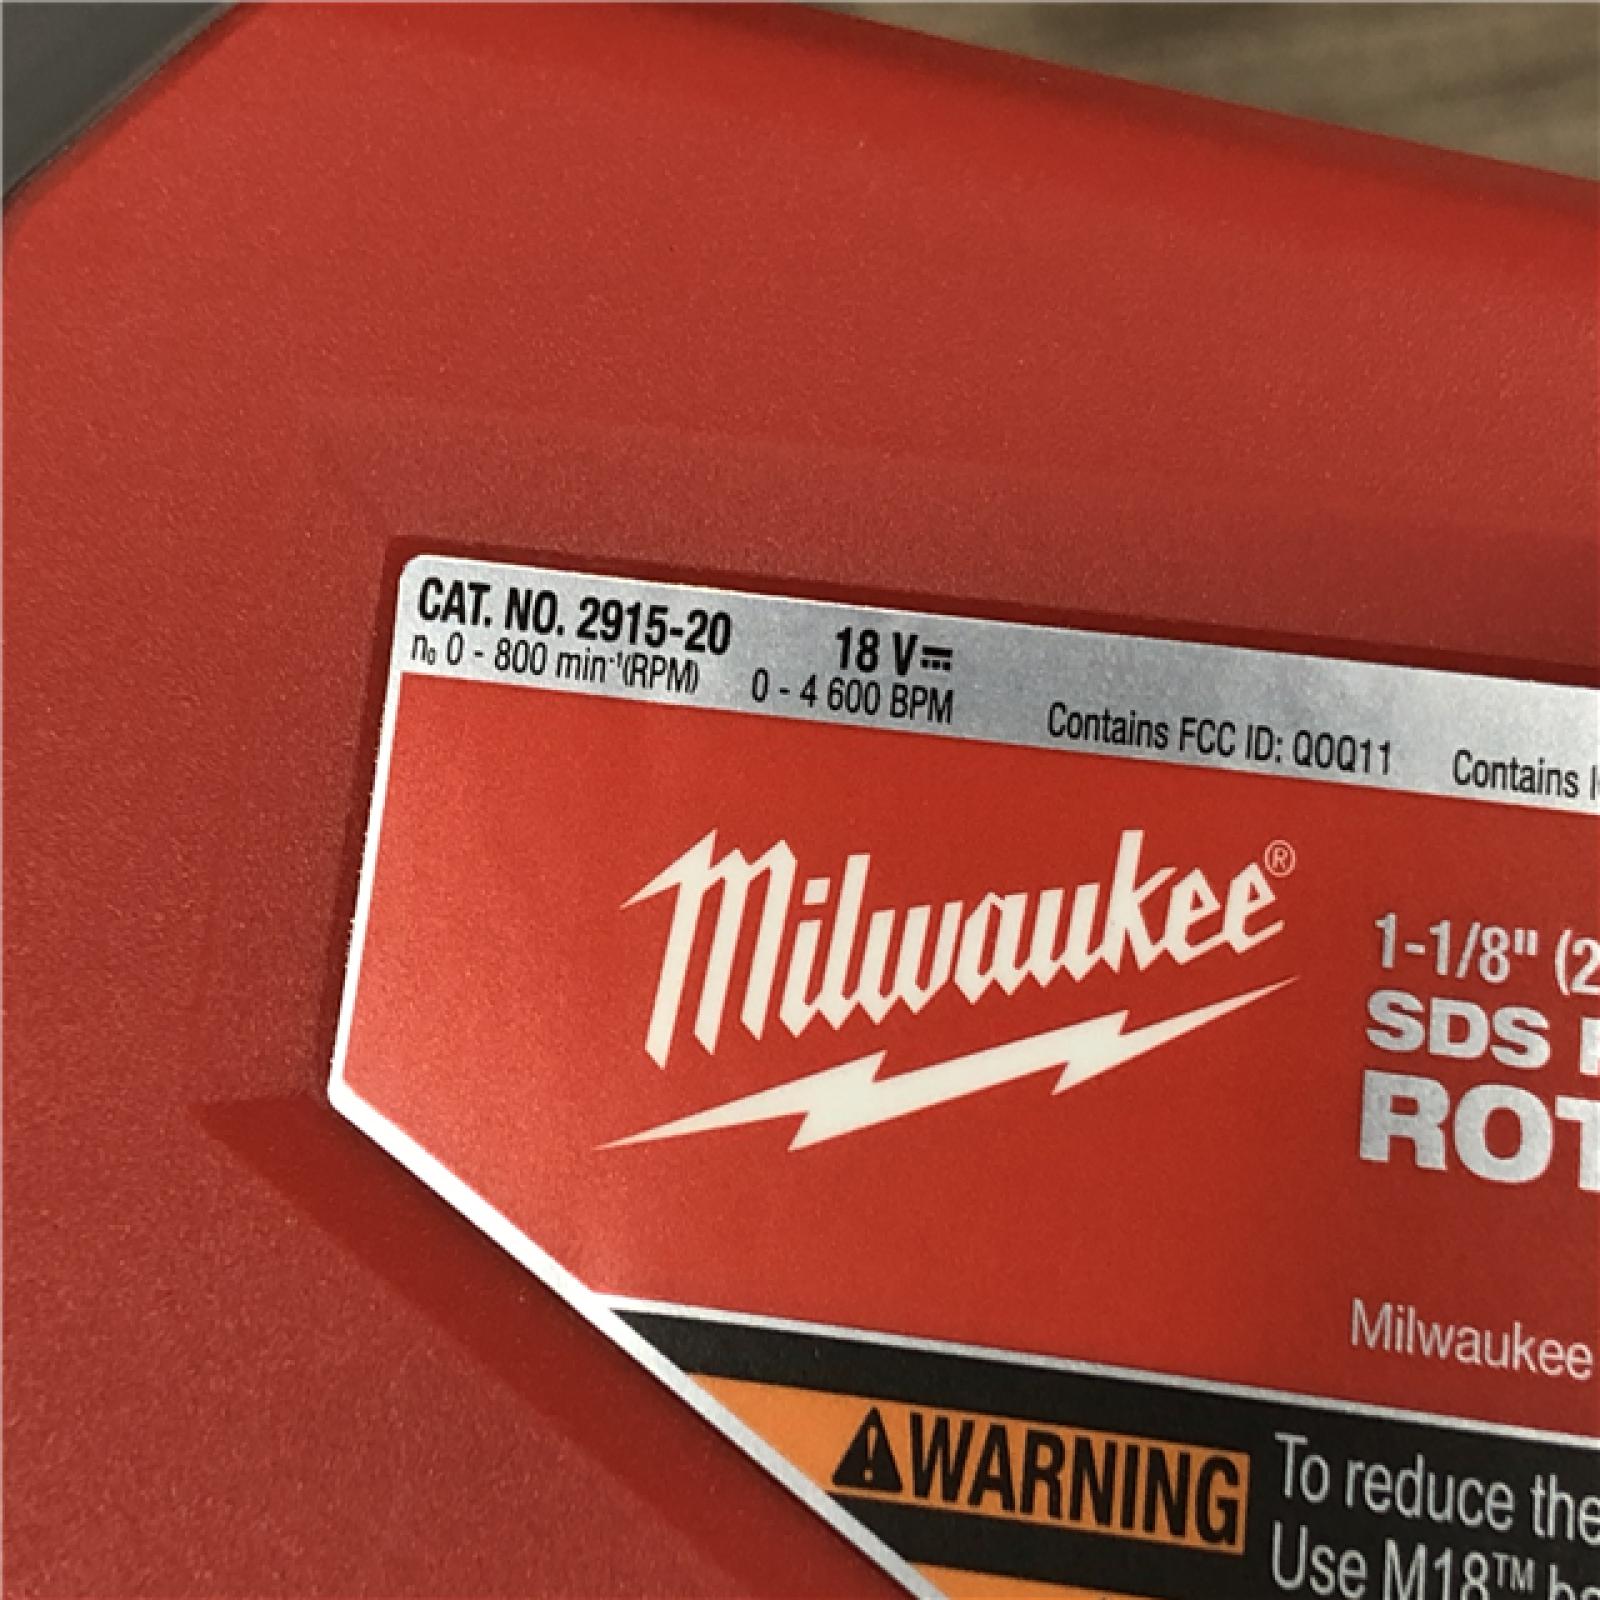 CAT. NO. 2915-20 18 V⎓
n₀ 0 - 800 min⁻¹(RPM) 0 - 4 600 BPM Contains FCC ID: QOQ11 Contains
Milwaukee®
1-1/8" (2
SDS
ROT
Milwaukee
⚠WARNING To reduce the
Use M18™ ba